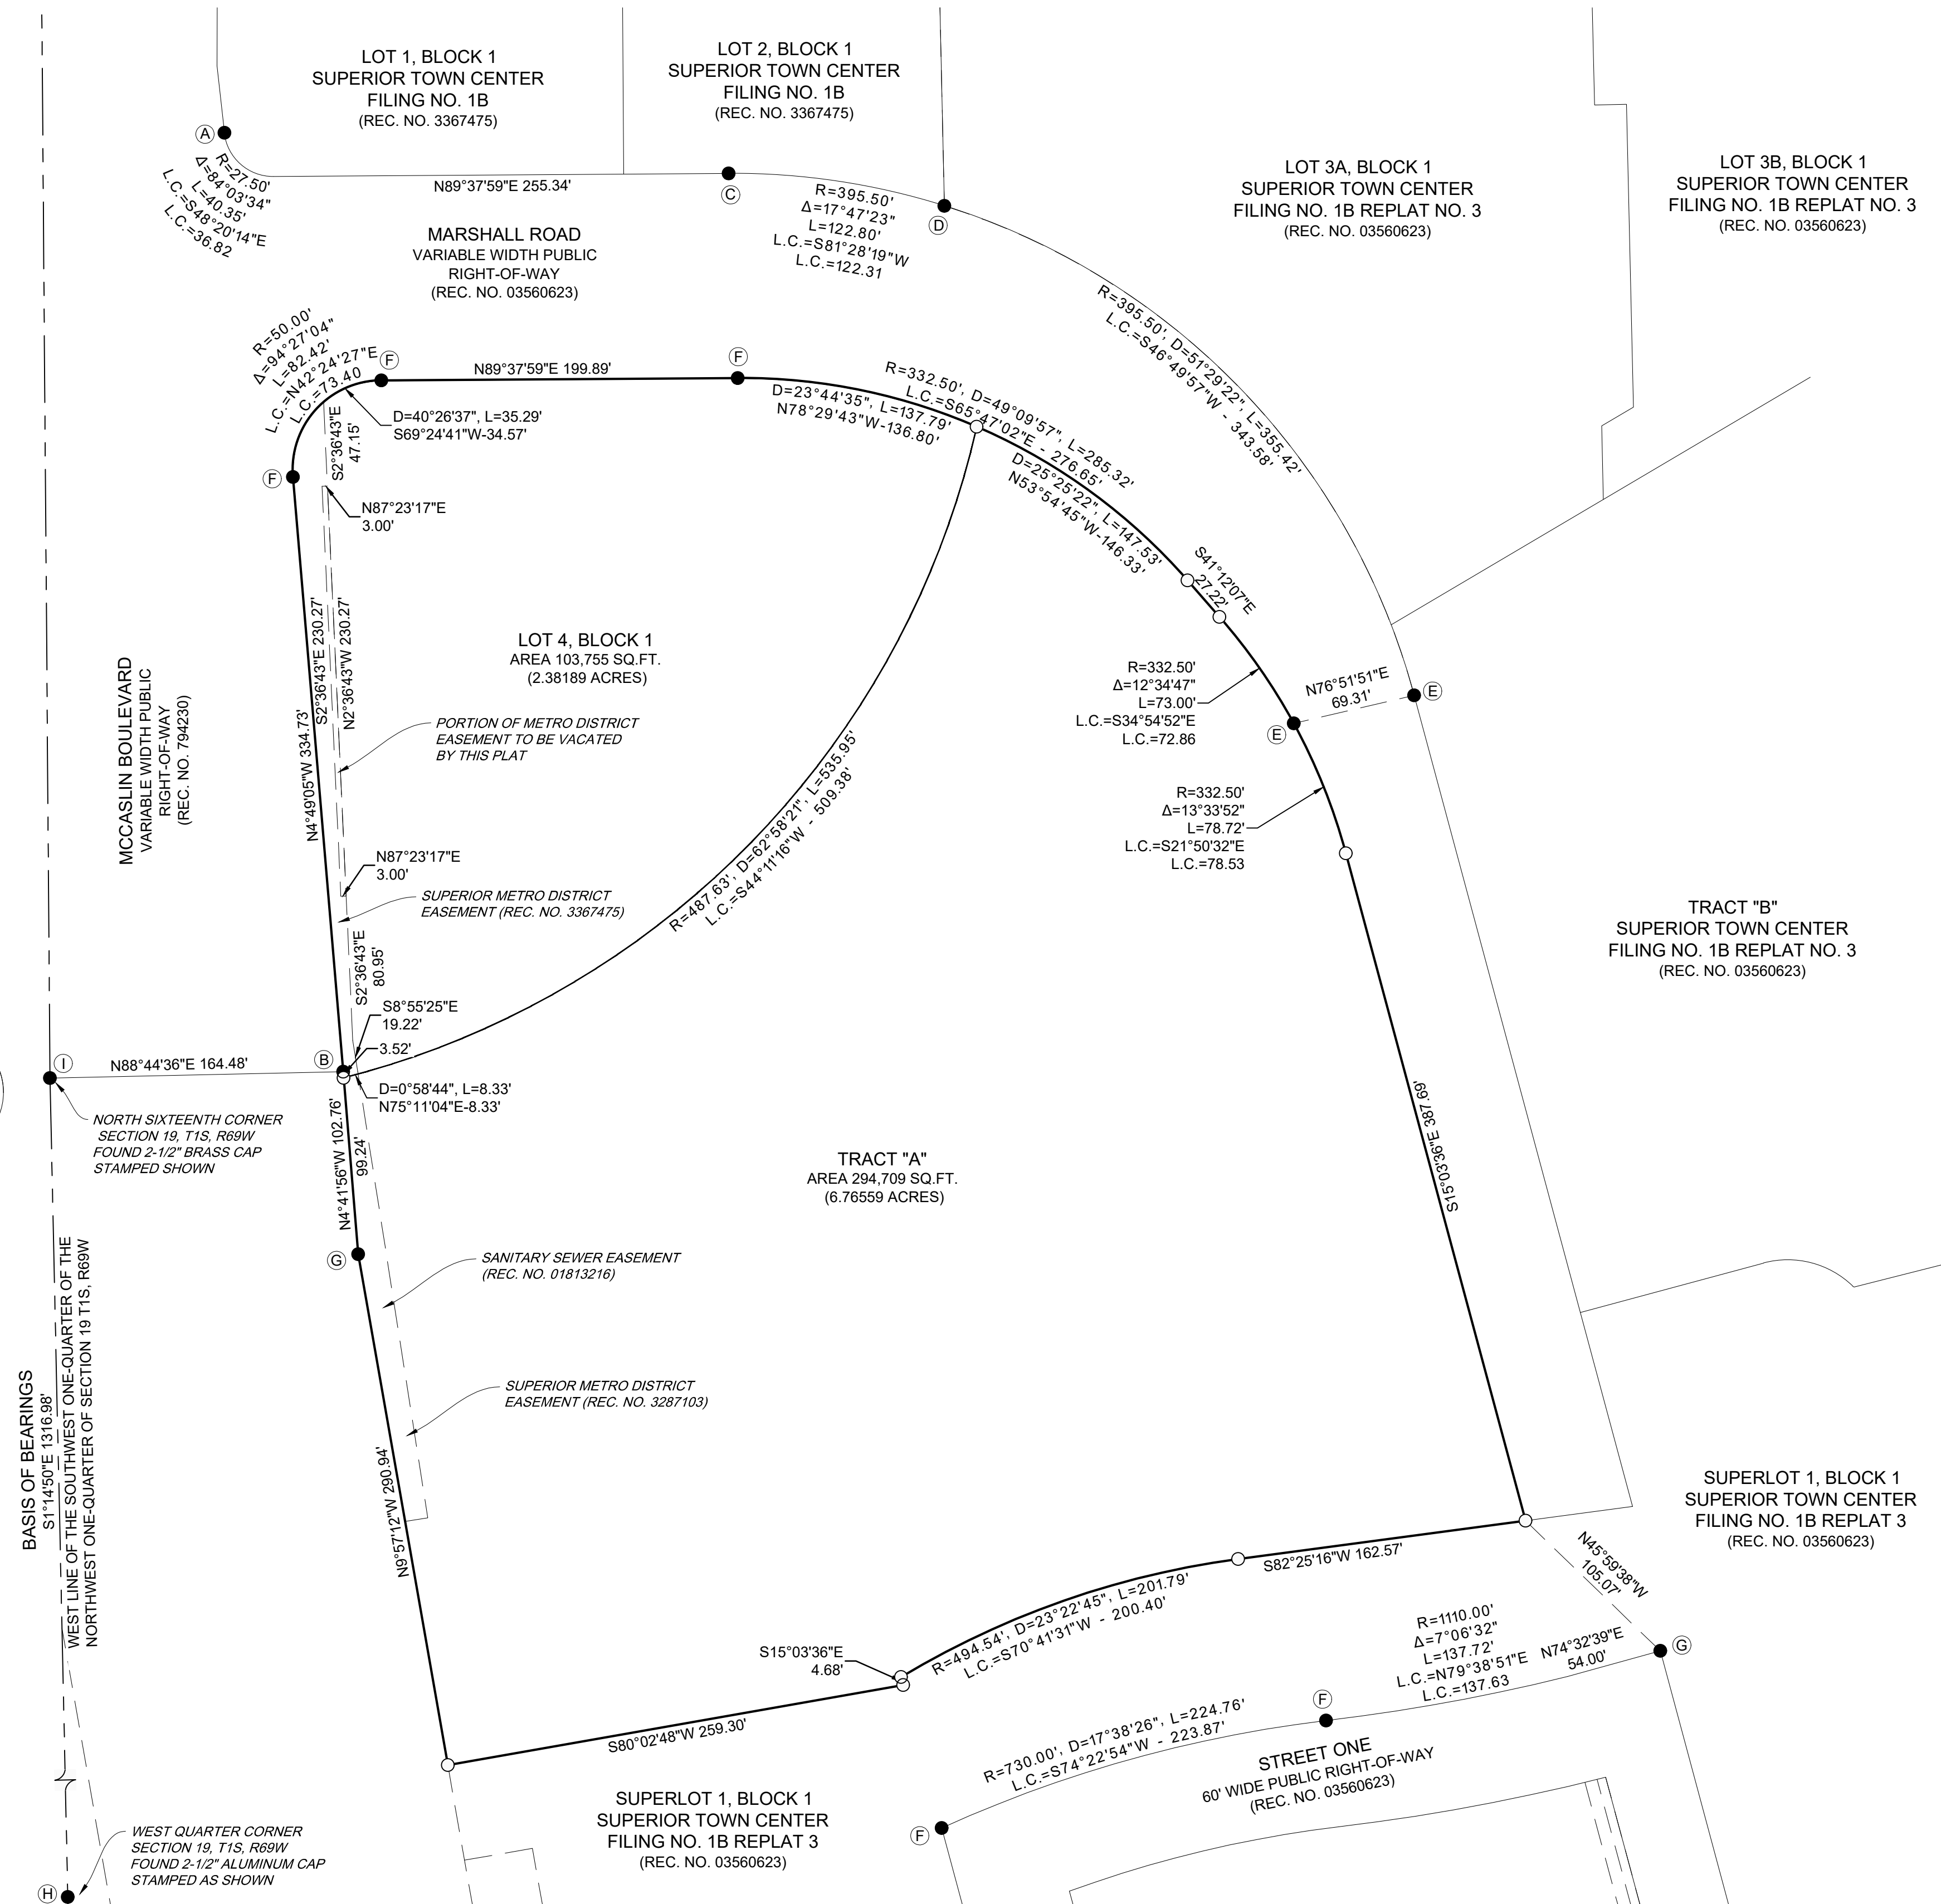 LOT 1, BLOCK 1
SUPERIOR TOWN CENTER
FILING NO. 1B
(REC. NO. 3367475)
LOT 2, BLOCK 1
SUPERIOR TOWN CENTER
FILING NO. 1B
(REC. NO. 3367475)
LOT 3A, BLOCK 1
SUPERIOR TOWN CENTER
FILING NO. 1B REPLAT NO. 3
(REC. NO. 03560623)
LOT 3B, BLOCK 1
SUPERIOR TOWN CENTER
FILING NO. 1B REPLAT NO. 3
(REC. NO. 03560623)
A
R=27.50'
Δ=84°03'34"
L=40.35'
L.C.=S48°20'14"E
L.C.=36.82
N89°37'59"E 255.34'
C
R=395.50'
Δ=17°47'23"
L=122.80'
L.C.=S81°28'19"W
L.C.=122.31
D
MARSHALL ROAD
VARIABLE WIDTH PUBLIC
RIGHT-OF-WAY
(REC. NO. 03560623)
R=395.50', D=51°29'22", L=355.42'
L.C.=S46°49'57"W - 343.58'
R=50.00'
Δ=94°27'04"
L=82.42'
L.C.=N42°24'27"E
L.C.=73.40
F
N89°37'59"E 199.89'
F
R=332.50', D=49°09'57", L=285.32'
L.C.=S65°47'02"E - 276.65'
D=23°44'35", L=137.79'
N78°29'43"W-136.80'
D=40°26'37", L=35.29'
S69°24'41"W-34.57'
S2°36'43"E
47.15'
F
N87°23'17"E
3.00'
D=25°25'22", L=147.53'
N53°54'45"W-146.33'
S41°12'07"E
27.22'
LOT 4, BLOCK 1
AREA 103,755 SQ.FT.
(2.38189 ACRES)
R=332.50'
Δ=12°34'47"
L=73.00'
L.C.=S34°54'52"E
L.C.=72.86
N76°51'51"E
69.31'
E
E
MCCASLIN BOULEVARD
VARIABLE WIDTH PUBLIC
RIGHT-OF-WAY
(REC. NO. 794230)
N4°49'05"W 334.73'
S2°36'43"E 230.27'
N2°36'43"W 230.27'
PORTION OF METRO DISTRICT
EASEMENT TO BE VACATED
BY THIS PLAT
R=487.63', D=62°58'21", L=535.95'
L.C.=S44°11'16"W - 509.38'
R=332.50'
Δ=13°33'52"
L=78.72'
L.C.=S21°50'32"E
L.C.=78.53
N87°23'17"E
3.00'
SUPERIOR METRO DISTRICT
EASEMENT (REC. NO. 3367475)
S2°36'43"E
80.95'
TRACT "B"
SUPERIOR TOWN CENTER
FILING NO. 1B REPLAT NO. 3
(REC. NO. 03560623)
S8°55'25"E
19.22'
3.52'
B
I
N88°44'36"E 164.48'
D=0°58'44", L=8.33'
N75°11'04"E-8.33'
NORTH SIXTEENTH CORNER
SECTION 19, T1S, R69W
FOUND 2-1/2" BRASS CAP
STAMPED SHOWN
N4°41'56"W 102.76'
99.24'
S15°03'36"E 387.69'
TRACT "A"
AREA 294,709 SQ.FT.
(6.76559 ACRES)
G
SANITARY SEWER EASEMENT
(REC. NO. 01813216)
SUPERIOR METRO DISTRICT
EASEMENT (REC. NO. 3287103)
BASIS OF BEARINGS
S1°14'50"E 1316.98'
WEST LINE OF THE SOUTHWEST ONE-QUARTER OF THE
NORTHWEST ONE-QUARTER OF SECTION 19 T1S, R69W
N9°57'12"W 290.94'
SUPERLOT 1, BLOCK 1
SUPERIOR TOWN CENTER
FILING NO. 1B REPLAT 3
(REC. NO. 03560623)
S82°25'16"W 162.57'
N45°59'38"W
105.07'
R=494.54', D=23°22'45", L=201.79'
L.C.=S70°41'31"W - 200.40'
S15°03'36"E
4.68'
R=1110.00'
Δ=7°06'32"
L=137.72'
L.C.=N79°38'51"E
L.C.=137.63
N74°32'39"E
54.00'
G
S80°02'48"W 259.30'
F
R=730.00', D=17°38'26", L=224.76'
L.C.=S74°22'54"W - 223.87'
STREET ONE
60' WIDE PUBLIC RIGHT-OF-WAY
(REC. NO. 03560623)
SUPERLOT 1, BLOCK 1
SUPERIOR TOWN CENTER
FILING NO. 1B REPLAT 3
(REC. NO. 03560623)
F
WEST QUARTER CORNER
SECTION 19, T1S, R69W
FOUND 2-1/2" ALUMINUM CAP
STAMPED AS SHOWN
H